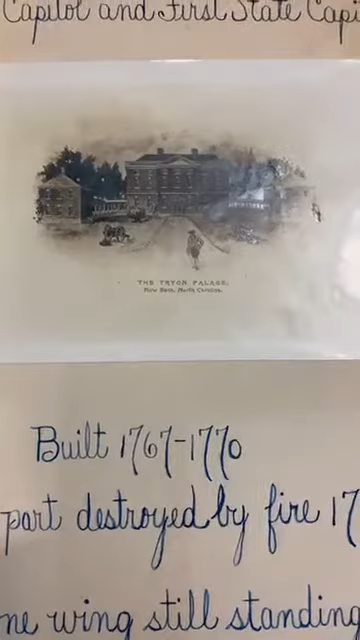 Capitol and First State Capi
THE TRYON PALACE:
New Bern, North Carolina.
Built 1767-1770
part destroyed by fire 17
ne wing still standing